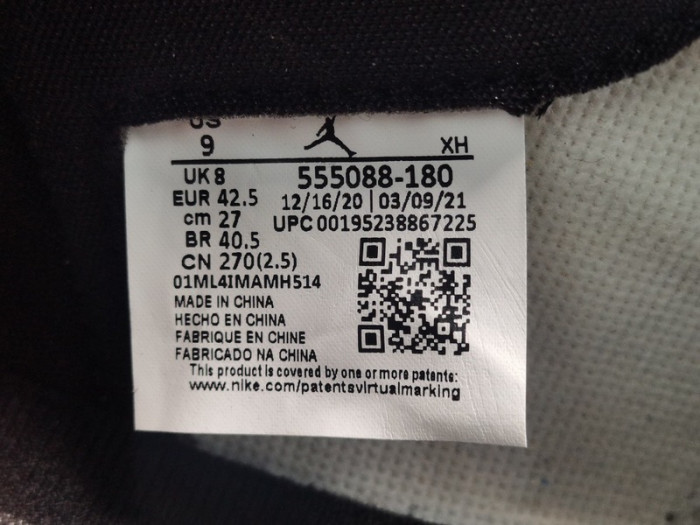 US
9 XH
UK 8 555088-180
EUR 42.5 12/16/20 | 03/09/21
cm 27 UPC 00195238867225
BR 40.5
CN 270(2.5)
01ML4IMAMH514
MADE IN CHINA
HECHO EN CHINA
FABRIQUE EN CHINE
FABRICADO NA CHINA
This product is covered by one or more patents:
www.nike.com/patentsvirtualmarking